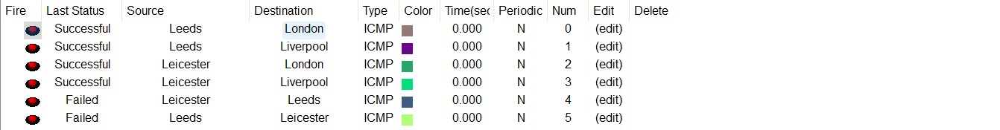 Fire Last Status Source Destination Type Color Time(sec Periodic Num Edit Delete
Successful Leeds London ICMP 0.000 N 0 (edit)
Successful Leeds Liverpool ICMP 0.000 N 1 (edit)
Successful Leicester London ICMP 0.000 N 2 (edit)
Successful Leicester Liverpool ICMP 0.000 N 3 (edit)
Failed Leicester Leeds ICMP 0.000 N 4 (edit)
Failed Leeds Leicester ICMP 0.000 N 5 (edit)